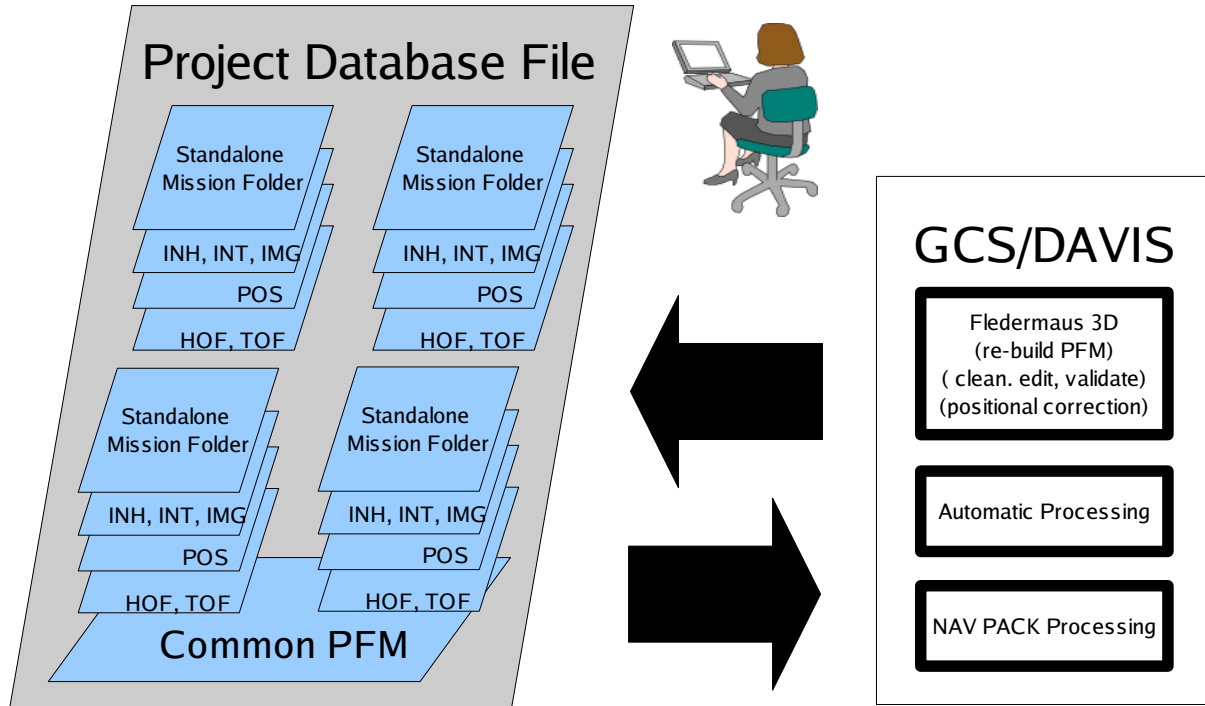 Project Database File
Standalone
Mission Folder
INH, INT, IMG
POS
HOF, TOF
Standalone
Mission Folder
INH, INT, IMG
POS
HOF, TOF
Standalone
Mission Folder
INH, INT, IMG
POS
HOF, TOF
Standalone
Mission Folder
INH, INT, IMG
POS
HOF, TOF
Common PFM
GCS/DAVIS
Fledermaus 3D
(re-build PFM)
( clean. edit, validate)
(positional correction)
Automatic Processing
NAV PACK Processing